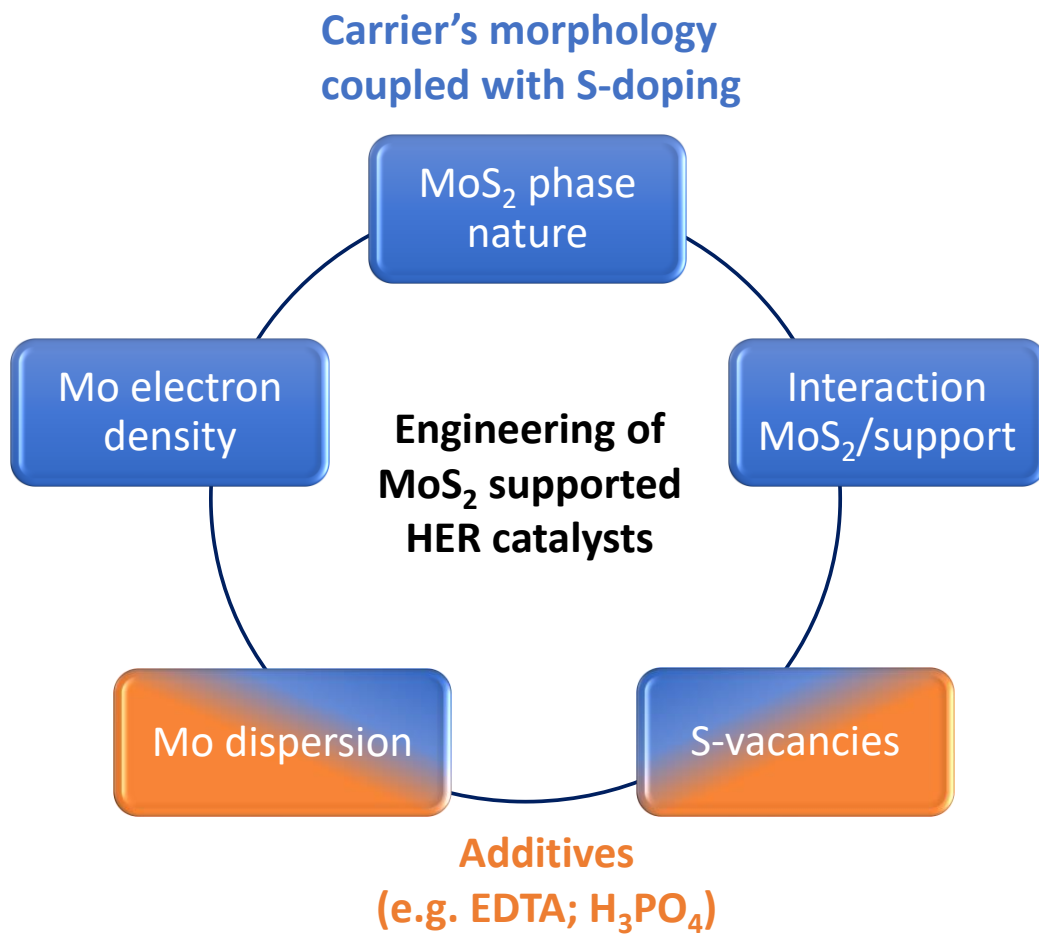 Carrier’s morphology
coupled with S-doping
MoS₂ phase
nature
Mo electron
density
Interaction
MoS₂/support
Engineering of
MoS₂ supported
HER catalysts
Mo dispersion
S-vacancies
Additives
(e.g. EDTA; H₃PO₄)